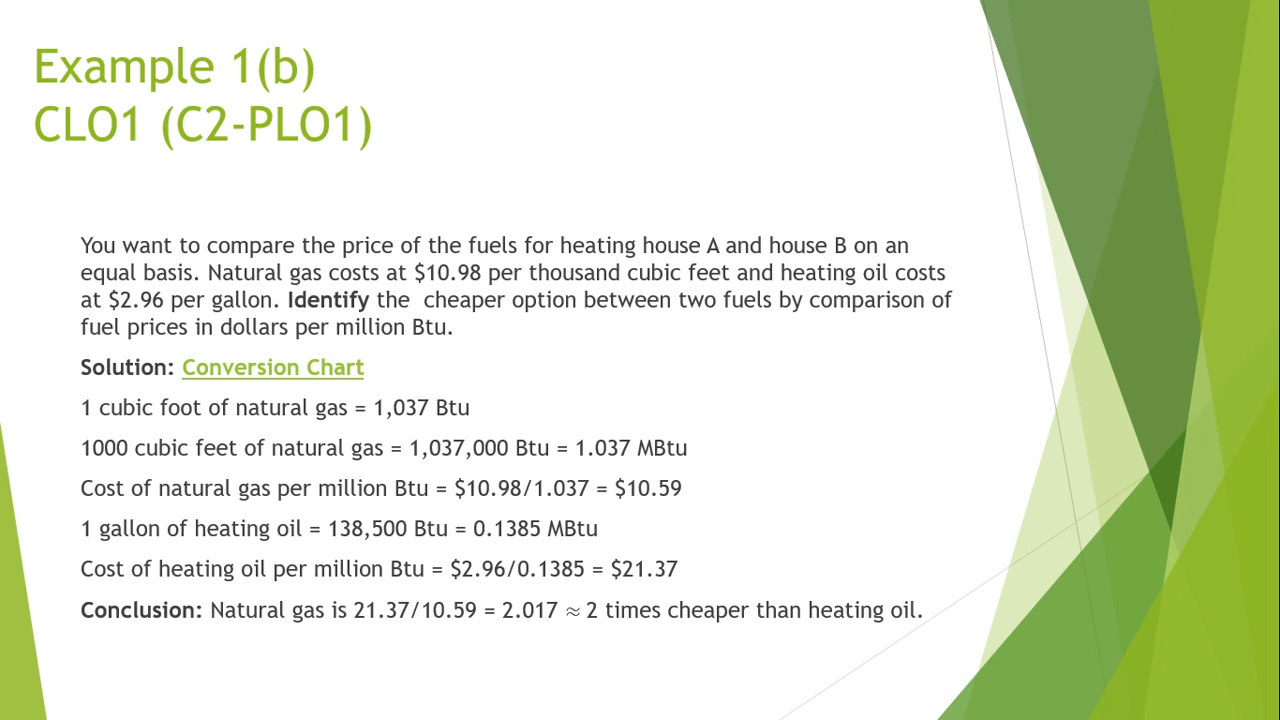 Example 1(b)
CLO1 (C2-PLO1)
You want to compare the price of the fuels for heating house A and house B on an
equal basis. Natural gas costs at $10.98 per thousand cubic feet and heating oil costs
at $2.96 per gallon. Identify the  cheaper option between two fuels by comparison of
fuel prices in dollars per million Btu.
Solution: Conversion Chart
1 cubic foot of natural gas = 1,037 Btu
1000 cubic feet of natural gas = 1,037,000 Btu = 1.037 MBtu
Cost of natural gas per million Btu = $10.98/1.037 = $10.59
1 gallon of heating oil = 138,500 Btu = 0.1385 MBtu
Cost of heating oil per million Btu = $2.96/0.1385 = $21.37
Conclusion: Natural gas is 21.37/10.59 = 2.017 ≈ 2 times cheaper than heating oil.